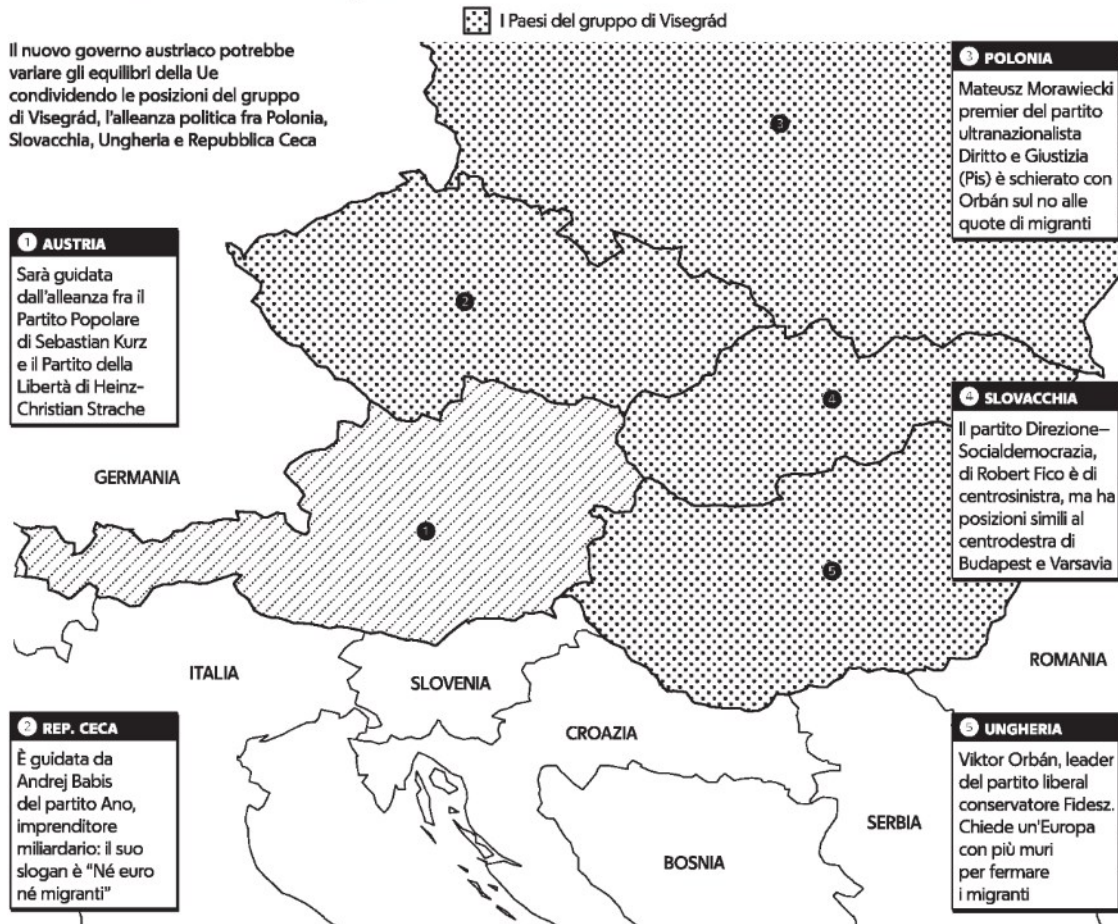 I Paesi del gruppo di Visegrád
Il nuovo governo austriaco potrebbe
variare gli equilibri della Ue
condividendo le posizioni del gruppo
di Visegrád, l'alleanza politica fra Polonia,
Slovacchia, Ungheria e Repubblica Ceca
3 POLONIA
Mateusz Morawiecki
premier del partito
ultranazionalista
Diritto e Giustizia
(Pis) è schierato con
Orbán sul no alle
quote di migranti
3
1 AUSTRIA
Sarà guidata
dall'alleanza fra il
Partito Popolare
di Sebastian Kurz
e il Partito della
Libertà di Heinz-
Christian Strache
2
4
4 SLOVACCHIA
Il partito Direzione–
Socialdemocrazia,
di Robert Fico è di
centrosinistra, ma ha
posizioni simili al
centrodestra di
Budapest e Varsavia
GERMANIA
1
5
ITALIA
SLOVENIA
ROMANIA
CROAZIA
2 REP. CECA
È guidata da
Andrej Babis
del partito Ano,
imprenditore
miliardario: il suo
slogan è "Né euro
né migranti"
BOSNIA
SERBIA
5 UNGHERIA
Viktor Orbán, leader
del partito liberal
conservatore Fidesz.
Chiede un'Europa
con più muri
per fermare
i migranti